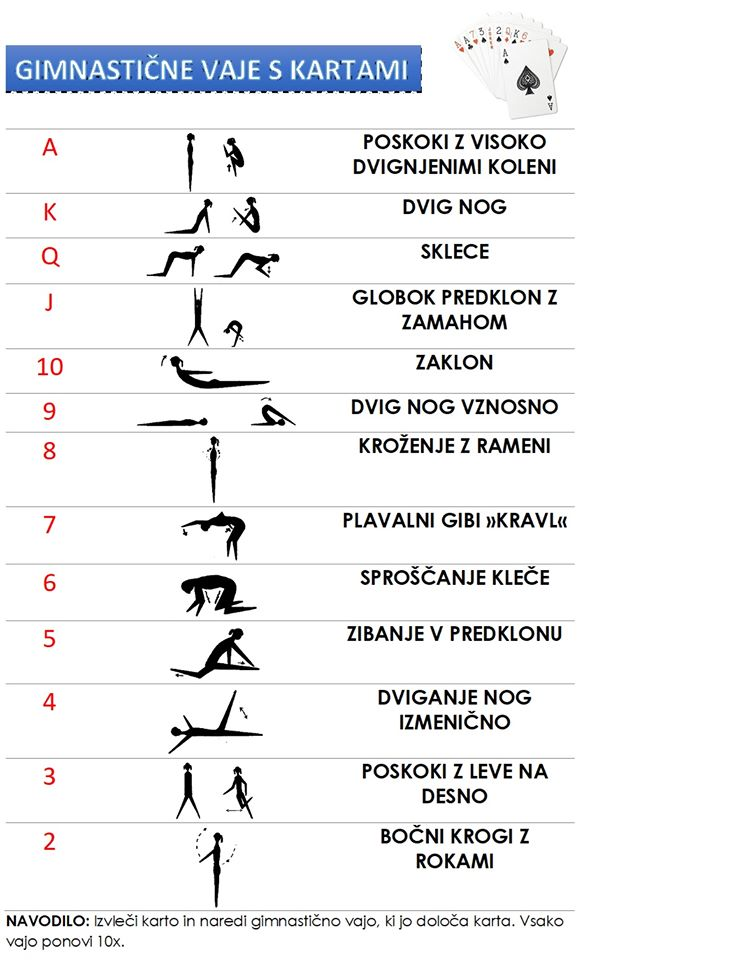 GIMNASTIČNE VAJE S KARTAMI
A
POSKOKI Z VISOKO
DVIGNJENIMI KOLENI
K
DVIG NOG
Q
SKLECE
J
GLOBOK PREDKLON Z
ZAMAHOM
10
ZAKLON
9
DVIG NOG VZNOSNO
8
KROŽENJE Z RAMENI
7
PLAVALNI GIBI »KRAVL«
6
SPROŠČANJE KLEČE
5
ZIBANJE V PREDKLONU
4
DVIGANJE NOG
IZMENIČNO
3
POSKOKI Z LEVE NA
DESNO
2
BOČNI KROGI Z
ROKAMI
NAVODILO: Izvleči karto in naredi gimnastično vajo, ki jo določa karta. Vsako
vajo ponovi 10x.